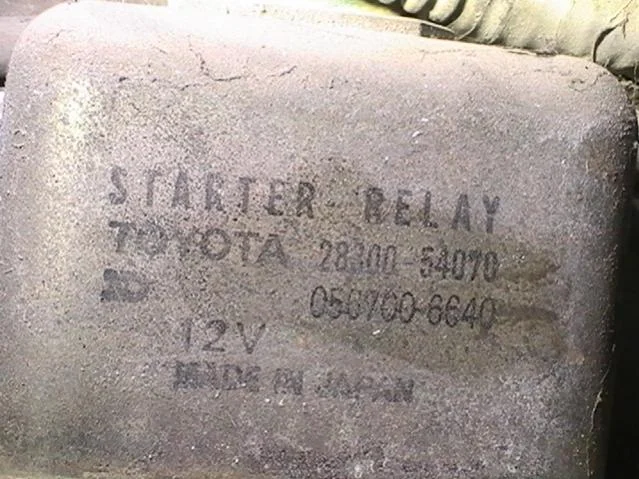 STARTER RELAY
TOYOTA 28300-54070
056700-6640
12V
MADE IN JAPAN